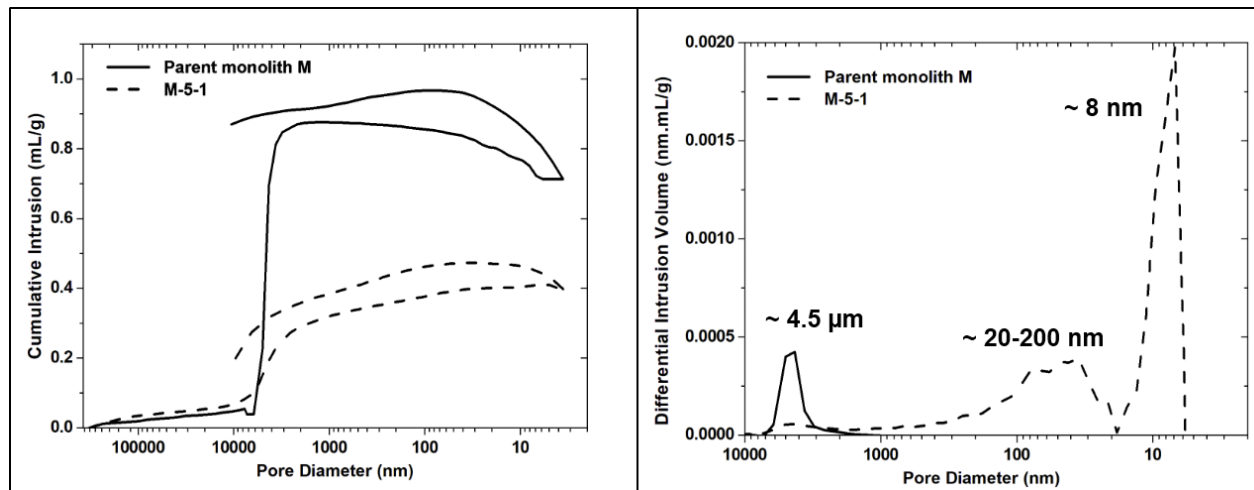 Parent monolith M
M-5-1
Cumulative Intrusion (mL/g)
1.0
0.8
0.6
0.4
0.2
0.0
100000 10000 1000 100 10
Pore Diameter (nm)
Parent monolith M
M-5-1
~ 8 nm
~ 4.5 µm
~ 20-200 nm
Differential Intrusion Volume (nm.mL/g)
0.0020
0.0015
0.0010
0.0005
0.0000
10000 1000 100 10
Pore Diameter (nm)